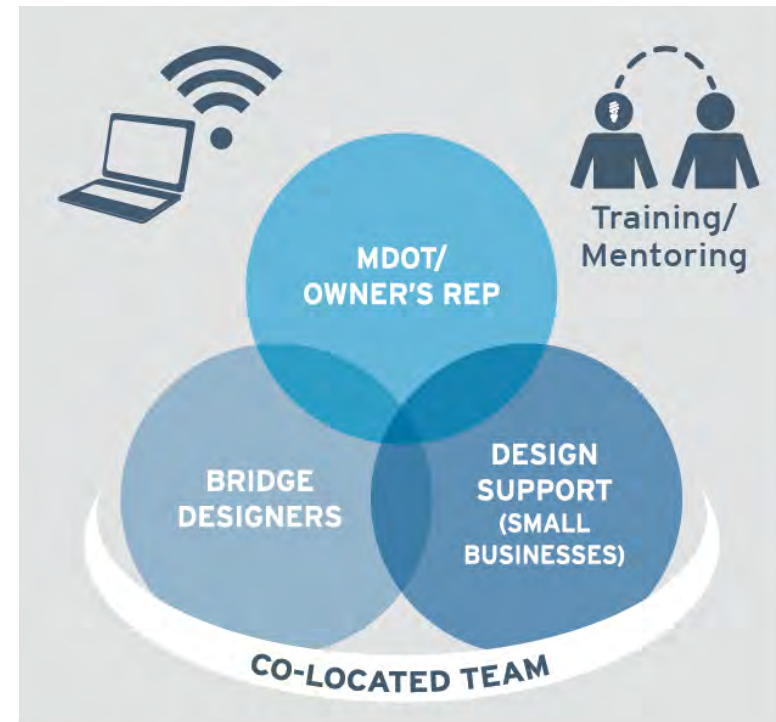 Training/
Mentoring
MDOT/
OWNER'S REP
BRIDGE
DESIGNERS
DESIGN
SUPPORT
(SMALL
BUSINESSES)
CO-LOCATED TEAM